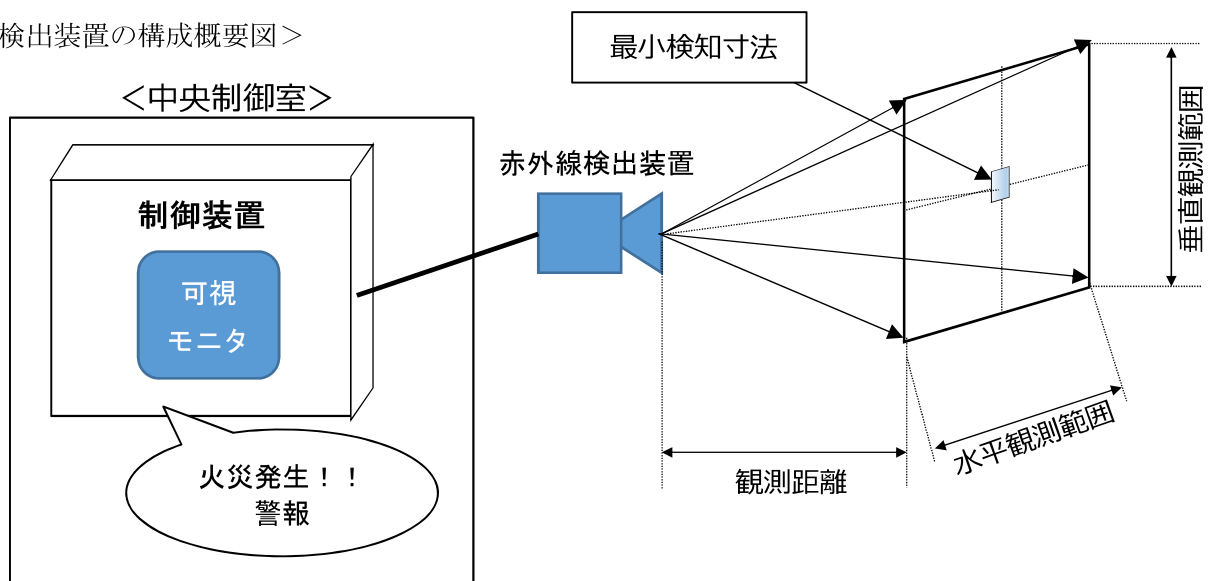 検出装置の構成概要図＞
＜中央制御室＞
制御装置
可視
モニタ
火災発生！！
警報
赤外線検出装置
最小検知寸法
垂直観測範囲
水平観測範囲
観測距離